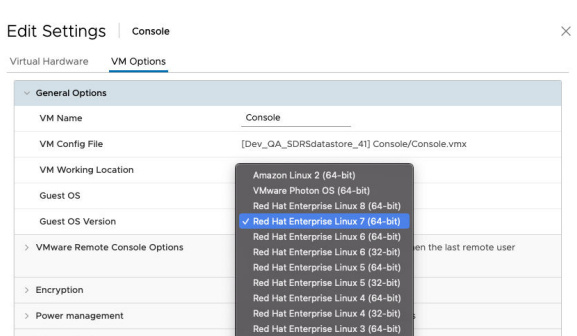 Edit Settings Console
Virtual Hardware VM Options
General Options
VM Name Console
VM Config File [Dev_QA_SDRSdatastore_41] Console/Console.vmx
VM Working Location
Amazon Linux 2 (64-bit)
VMware Photon OS (64-bit)
Guest OS
Red Hat Enterprise Linux 8 (64-bit)
Guest OS Version ✓ Red Hat Enterprise Linux 7 (64-bit)
Red Hat Enterprise Linux 6 (64-bit)
VMware Remote Console Options en the last remote user
Red Hat Enterprise Linux 6 (32-bit)
Red Hat Enterprise Linux 5 (64-bit)
Red Hat Enterprise Linux 5 (32-bit)
Encryption
Red Hat Enterprise Linux 4 (64-bit)
Power management Red Hat Enterprise Linux 4 (32-bit) s
Red Hat Enterprise Linux 3 (64-bit)